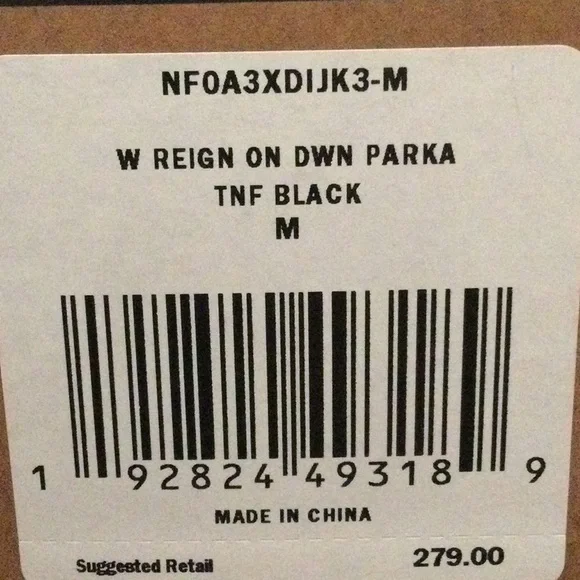 NF0A3XDIJK3-M
W REIGN ON DWN PARKA
TNF BLACK
M
1 92824 49318 9
MADE IN CHINA
Suggested Retail 279.00